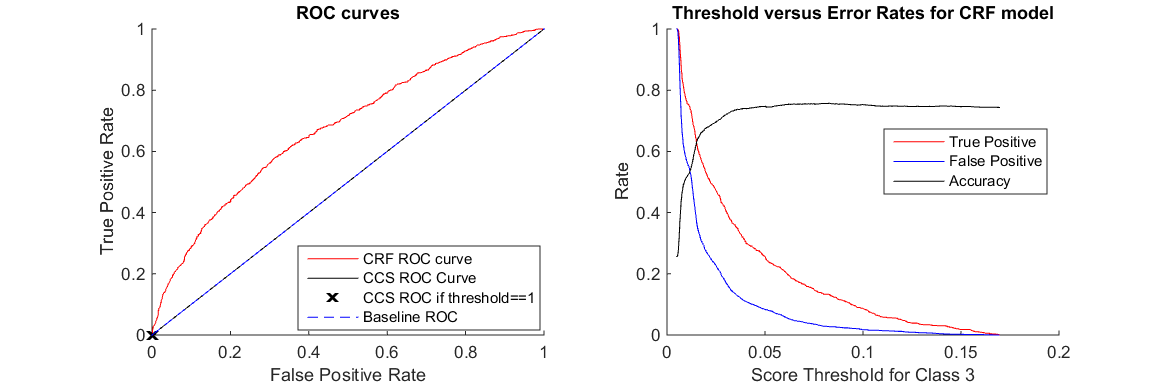 ROC curves
1
0.8
0.6
0.4
0.2
0
True Positive Rate
CRF ROC curve
CCS ROC Curve
CCS ROC if threshold==1
Baseline ROC
0 0.2 0.4 0.6 0.8 1
False Positive Rate
Threshold versus Error Rates for CRF model
1
0.8
0.6
0.4
0.2
0
Rate
True Positive
False Positive
Accuracy
0 0.05 0.1 0.15 0.2
Score Threshold for Class 3